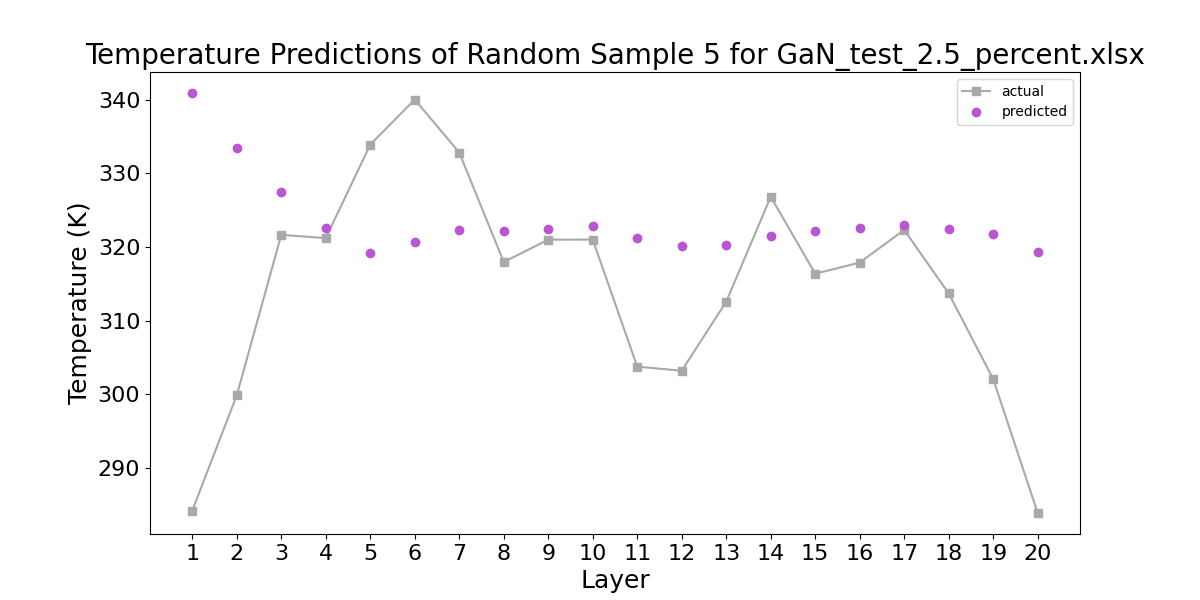 Temperature Predictions of Random Sample 5 for GaN_test_2.5_percent.xlsx
actual
predicted
Temperature (K)
340
330
320
310
300
290
1 2 3 4 5 6 7 8 9 10 11 12 13 14 15 16 17 18 19 20
Layer